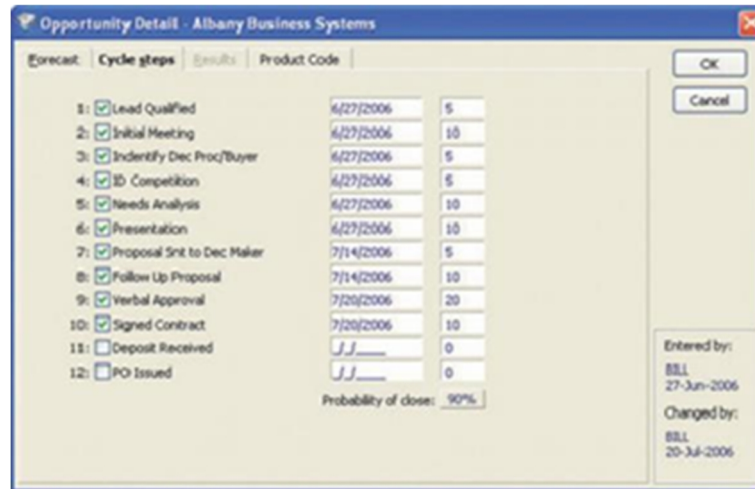 Opportunity Detail - Albany Business Systems
Forecast Cycle steps Results Product Code
OK
Cancel
1: Lead Qualified 6/27/2006 5
2: Initial Meeting 6/27/2006 10
3: Indentify Dec Proc/Buyer 6/27/2006 5
4: ID Competition 6/27/2006 5
5: Needs Analysis 6/27/2006 10
6: Presentation 6/27/2006 10
7: Proposal Snt to Dec Maker 7/14/2006 5
8: Follow Up Proposal 7/14/2006 10
9: Verbal Approval 7/20/2006 20
10: Signed Contract 7/20/2006 10
11: Deposit Received _/_/____ 0
12: PO Issued _/_/____ 0
Probability of close: 90%
Entered by:
BILL
27-Jun-2006
Changed by:
BILL
20-Jul-2006